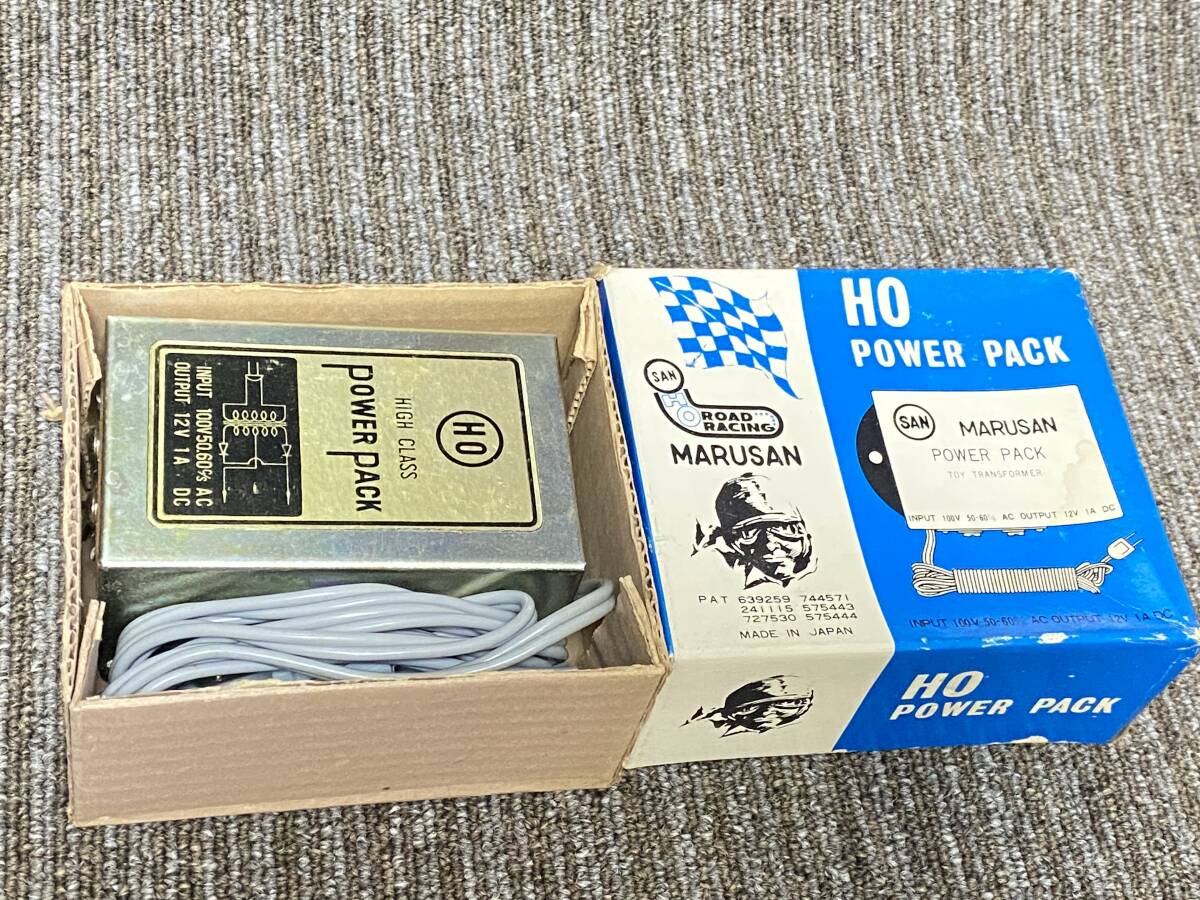 HO
HIGH CLASS
POWER PACK
INPUT 100V50,60% AC
OUTPUT 12V 1A DC
SAN
HO
ROAD
RACING
MARUSAN
PAT 639259 744571
241115 575443
727530 575444
MADE IN JAPAN
HO
POWER PACK
SAN
MARUSAN
POWER PACK
TOY TRANSFORMER
INPUT 100V 50-60% AC OUTPUT 12V 1A DC
INPUT 100V 50-60% AC OUTPUT 12V 1A DC
HO
POWER PACK